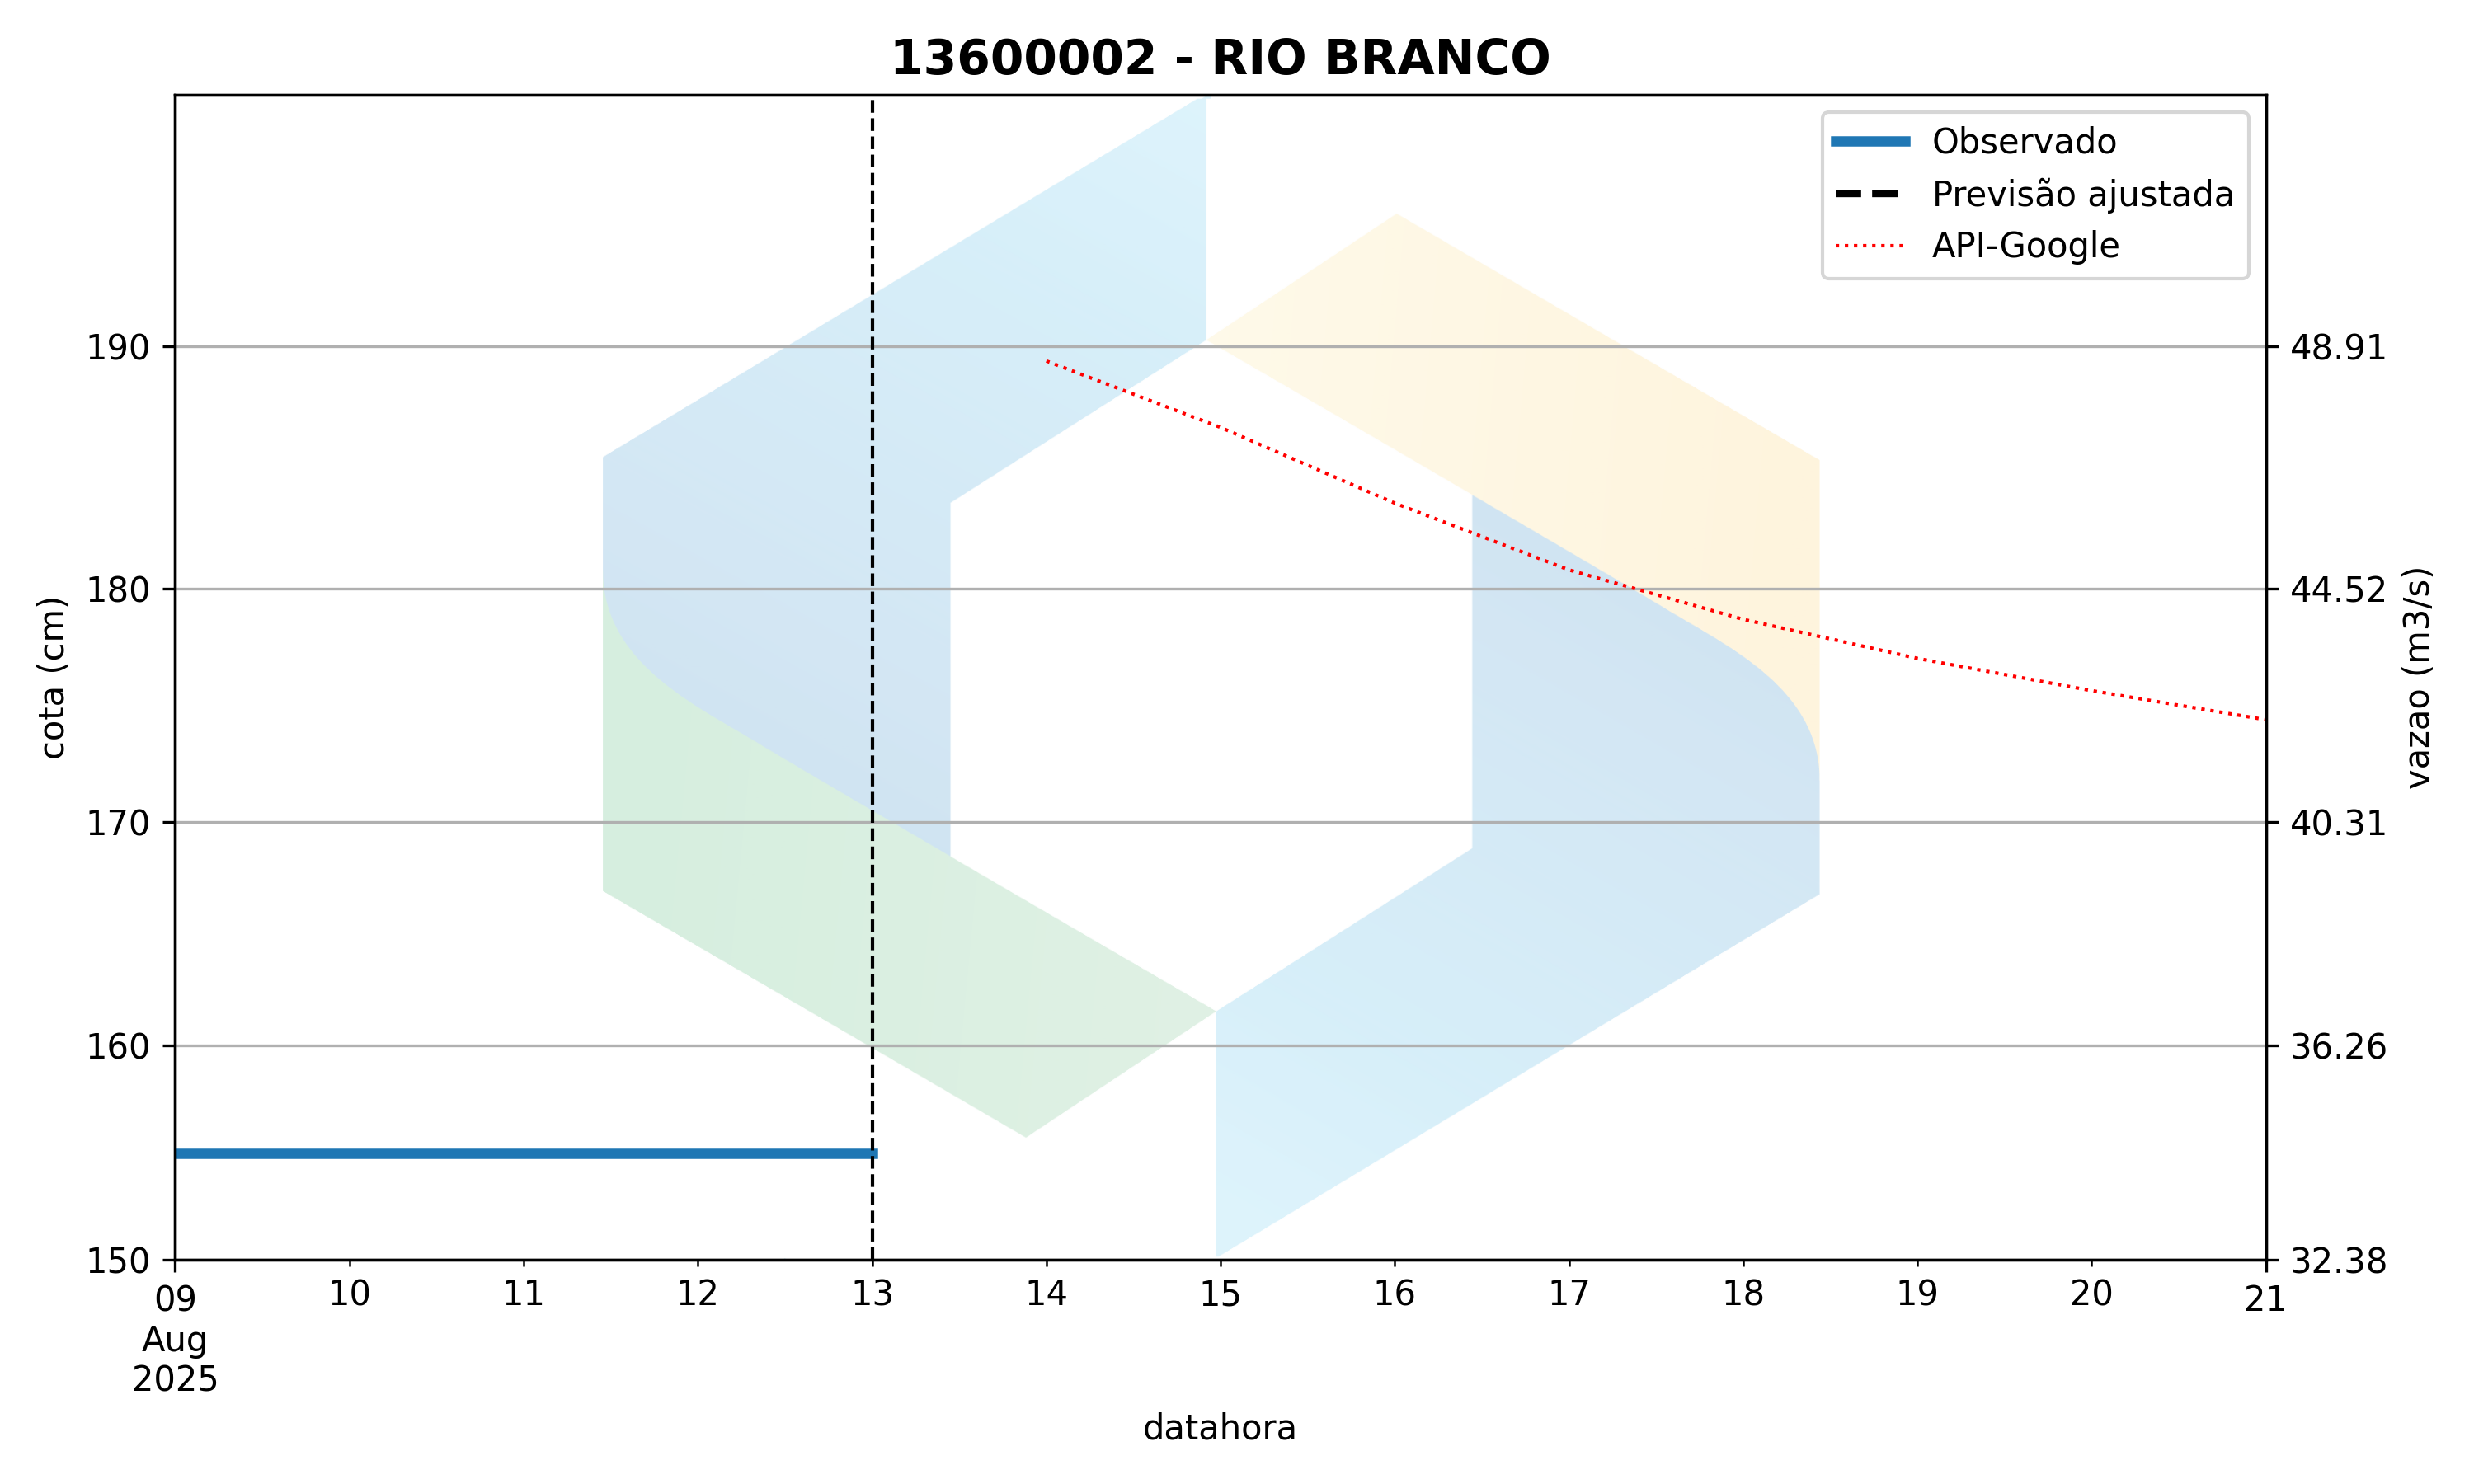 13600002 - RIO BRANCO
Observado
Previsão ajustada
API-Google
190
180
170
160
150
cota (cm)
48.91
44.52
40.31
36.26
32.38
vazao (m3/s)
09 10 11 12 13 14 15 16 17 18 19 20 21
Aug
2025
datahora